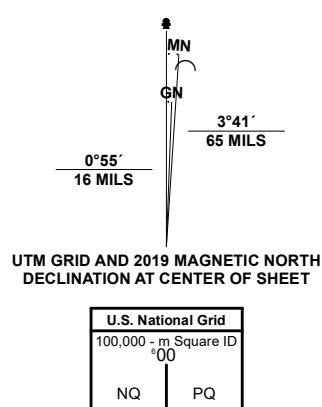 MN
GN
3°41´
65 MILS
0°55´
16 MILS
UTM GRID AND 2019 MAGNETIC NORTH
DECLINATION AT CENTER OF SHEET
U.S. National Grid
100,000 - m Square ID
⁶00
NQ PQ